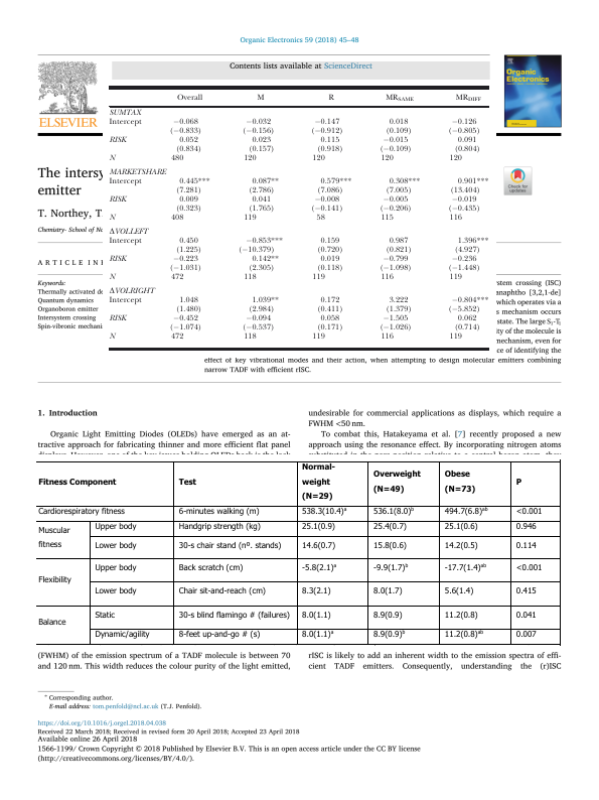 Organic Electronics 59 (2018) 45–48
Contents lists available at ScienceDirect
Organic
Electronics
ELSEVIER
Overall M R MR_SAME MR_DIFF
SUMTAX
Intercept −0.068 −0.032 −0.147 0.018 −0.126
(−0.833) (−0.156) (−0.912) (0.109) (−0.805)
RISK 0.052 0.023 0.115 −0.015 0.091
(0.834) (0.157) (0.918) (−0.109) (0.804)
N 480 120 120 120 120
MARKETSHARE
Intercept 0.445*** 0.087** 0.579*** 0.308*** 0.901***
(7.281) (2.786) (7.086) (7.005) (13.404)
RISK 0.009 0.041 −0.008 −0.005 −0.019
(0.323) (1.765) (−0.141) (−0.206) (−0.435)
N 408 119 58 115 116
ΔVOLLEFT
Intercept 0.450 −0.853*** 0.159 0.987 1.396***
(1.225) (−10.379) (0.720) (0.821) (4.927)
RISK −0.223 0.142** 0.019 −0.799 −0.236
(−1.031) (2.305) (0.118) (−1.098) (−1.448)
N 472 118 119 116 119
ΔVOLRIGHT
Intercept 1.048 1.039** 0.172 3.222 −0.804***
(1.480) (2.984) (0.411) (1.379) (−5.852)
RISK −0.452 −0.094 0.058 −1.505 0.062
(−1.074) (−0.537) (0.171) (−1.026) (0.714)
N 472 118 119 116 119
The intersy
emitter
Check for
updates
T. Northey, T
Chemistry- School of Na
ARTICLE IN
Keywords:
Thermally activated de
Quantum dynamics
Organoboron emitter
Intersystem crossing
Spin-vibronic mechani
stem crossing (ISC)
anaphtho [3,2,1-de]
which operates via a
s mechanism occurs
state. The large S₁-T₁
ity of the molecule is
mechanism, even for
ce of identifying the
effect of key vibrational modes and their action, when attempting to design molecular emitters combining
narrow TADF with efficient rISC.
1. Introduction
Organic Light Emitting Diodes (OLEDs) have emerged as an at-
tractive approach for fabricating thinner and more efficient flat panel
undesirable for commercial applications as displays, which require a
FWHM <50 nm.
To combat this, Hatakeyama et al. [7] recently proposed a new
approach using the resonance effect. By incorporating nitrogen atoms
Fitness Component Test Normal-weight (N=29) Overweight (N=49) Obese (N=73) P
Cardiorespiratory fitness 6-minutes walking (m) 538.3(10.4)ᵃ 536.1(8.0)ᵇ 494.7(6.8)ᵃᵇ <0.001
Muscular fitness Upper body Handgrip strength (kg) 25.1(0.9) 25.4(0.7) 25.1(0.6) 0.946
Lower body 30-s chair stand (nº. stands) 14.6(0.7) 15.8(0.6) 14.2(0.5) 0.114
Flexibility Upper body Back scratch (cm) -5.8(2.1)ᵃ -9.9(1.7)ᵇ -17.7(1.4)ᵃᵇ <0.001
Lower body Chair sit-and-reach (cm) 8.3(2.1) 8.0(1.7) 5.6(1.4) 0.415
Balance Static 30-s blind flamingo # (failures) 8.0(1.1) 8.9(0.9) 11.2(0.8) 0.041
Dynamic/agility 8-feet up-and-go # (s) 8.0(1.1)ᵃ 8.9(0.9)ᵇ 11.2(0.8)ᵃᵇ 0.007
(FWHM) of the emission spectrum of a TADF molecule is between 70
and 120 nm. This width reduces the colour purity of the light emitted,
rISC is likely to add an inherent width to the emission spectra of effi-
cient TADF emitters. Consequently, understanding the (r)ISC
* Corresponding author.
E-mail address: tom.penfold@ncl.ac.uk (T.J. Penfold).
https://doi.org/10.1016/j.orgel.2018.04.038
Received 22 March 2018; Received in revised form 20 April 2018; Accepted 23 April 2018
Available online 26 April 2018
1566-1199/ Crown Copyright © 2018 Published by Elsevier B.V. This is an open access article under the CC BY license
(http://creativecommons.org/licenses/BY/4.0/).